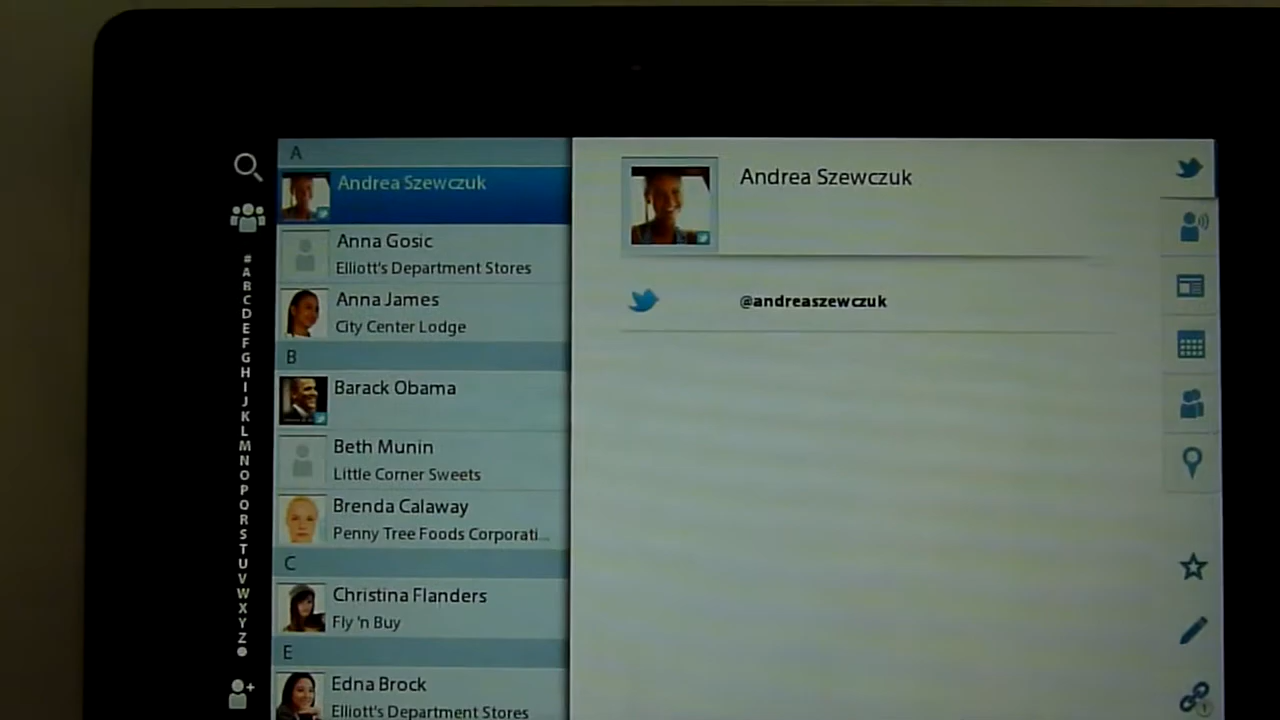 A
Andrea Szewczuk
Anna Gosic
Elliott's Department Stores
Anna James
City Center Lodge
B
Barack Obama
Beth Munin
Little Corner Sweets
Brenda Calaway
Penny Tree Foods Corporati...
C
Christina Flanders
Fly 'n Buy
E
Edna Brock
Elliott's Department Stores
#
A
B
C
D
E
F
G
H
I
J
K
L
M
N
O
P
Q
R
S
T
U
V
W
X
Y
Z
Andrea Szewczuk
@andreaszewczuk